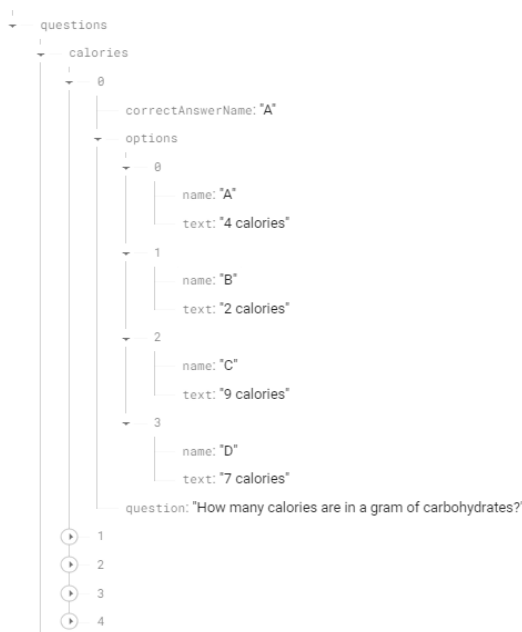 questions
calories
0
correctAnswerName: "A"
options
0
name: "A"
text: "4 calories"
1
name: "B"
text: "2 calories"
2
name: "C"
text: "9 calories"
3
name: "D"
text: "7 calories"
question: "How many calories are in a gram of carbohydrates?"
1
2
3
4